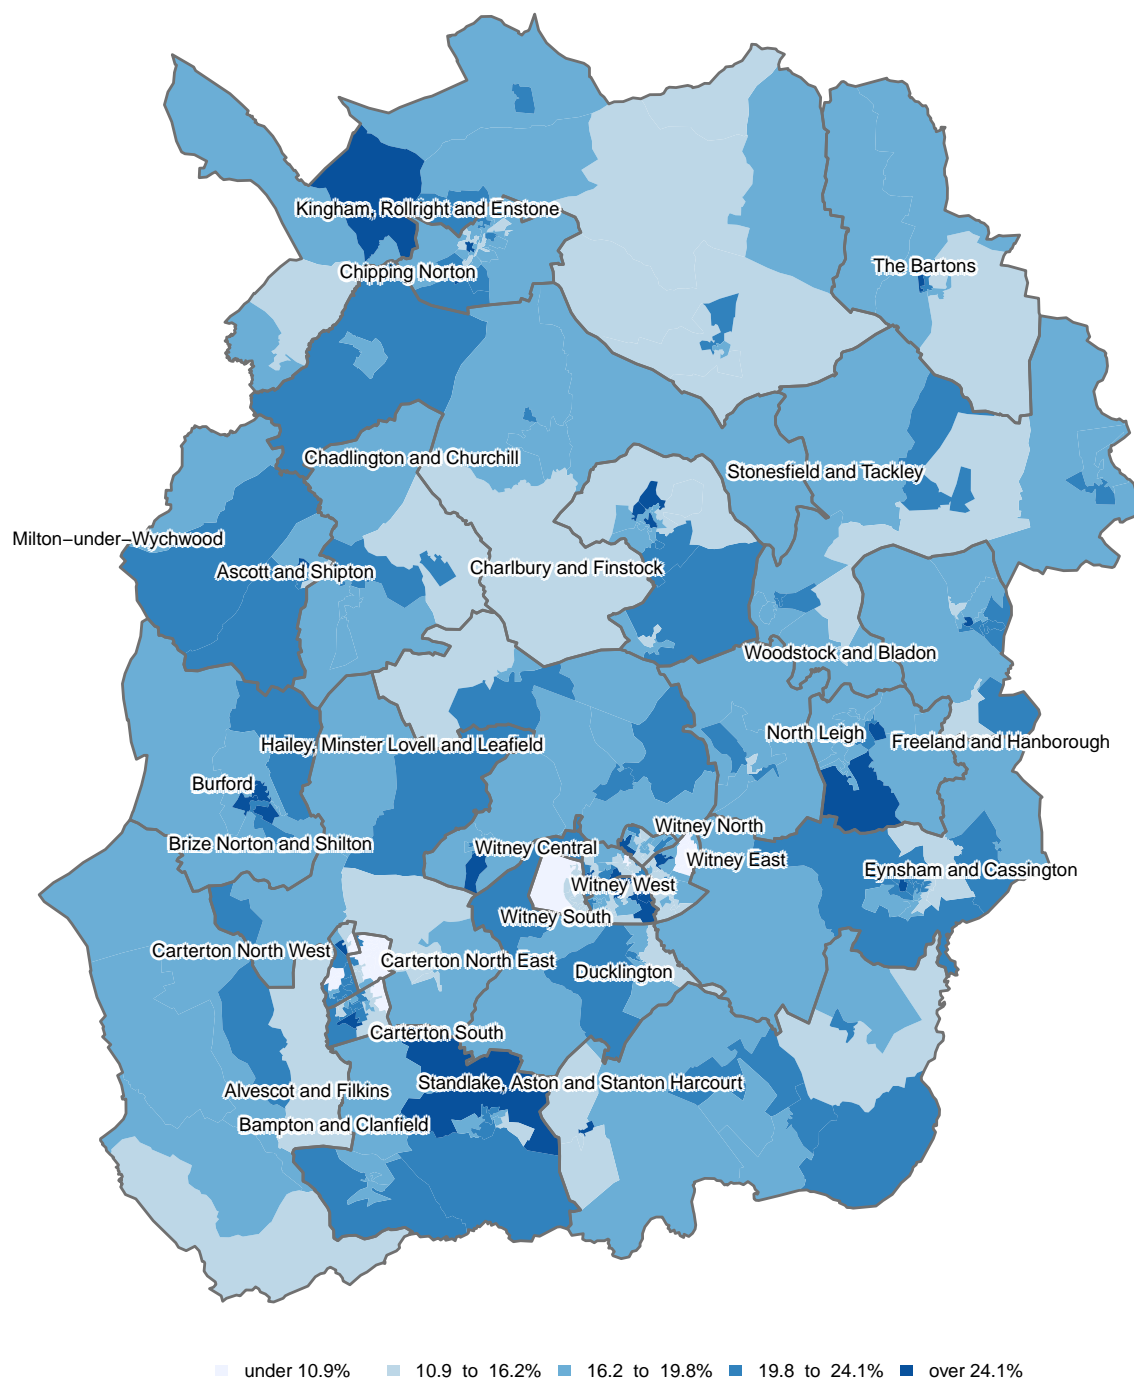 Kingham, Rollright and Enstone
The Bartons
Chipping Norton
Chadlington and Churchill
Stonesfield and Tackley
Milton−under−Wychwood
Ascott and Shipton
Charlbury and Finstock
Woodstock and Bladon
North Leigh
Freeland and Hanborough
Hailey, Minster Lovell and Leafield
Burford
Witney North
Brize Norton and Shilton
Witney Central
Witney East
Eynsham and Cassington
Witney West
Witney South
Carterton North West
Carterton North East
Ducklington
Carterton South
Standlake, Aston and Stanton Harcourt
Alvescot and Filkins
Bampton and Clanfield
under 10.9% 10.9 to 16.2% 16.2 to 19.8% 19.8 to 24.1% over 24.1%